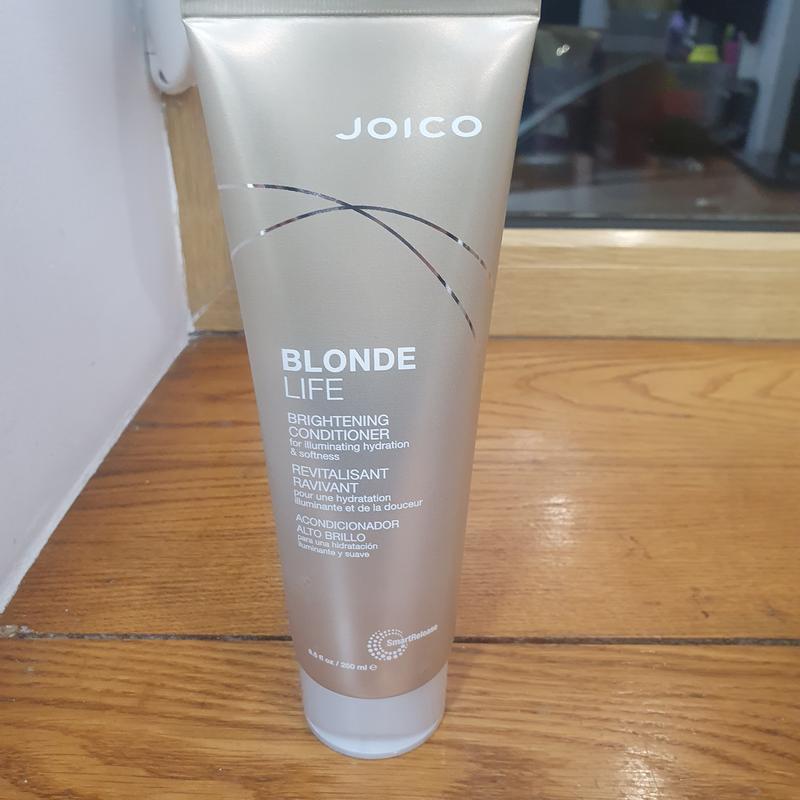 JOICO
BLONDE
LIFE
BRIGHTENING
CONDITIONER
for illuminating hydration
& softness
REVITALISANT
RAVIVANT
pour une hydratation
illuminante et de la douceur
ACONDICIONADOR
ALTO BRILLO
para una hidratación
iluminante y suave
SmartRelease
8.5 fl oz / 250 ml ℮